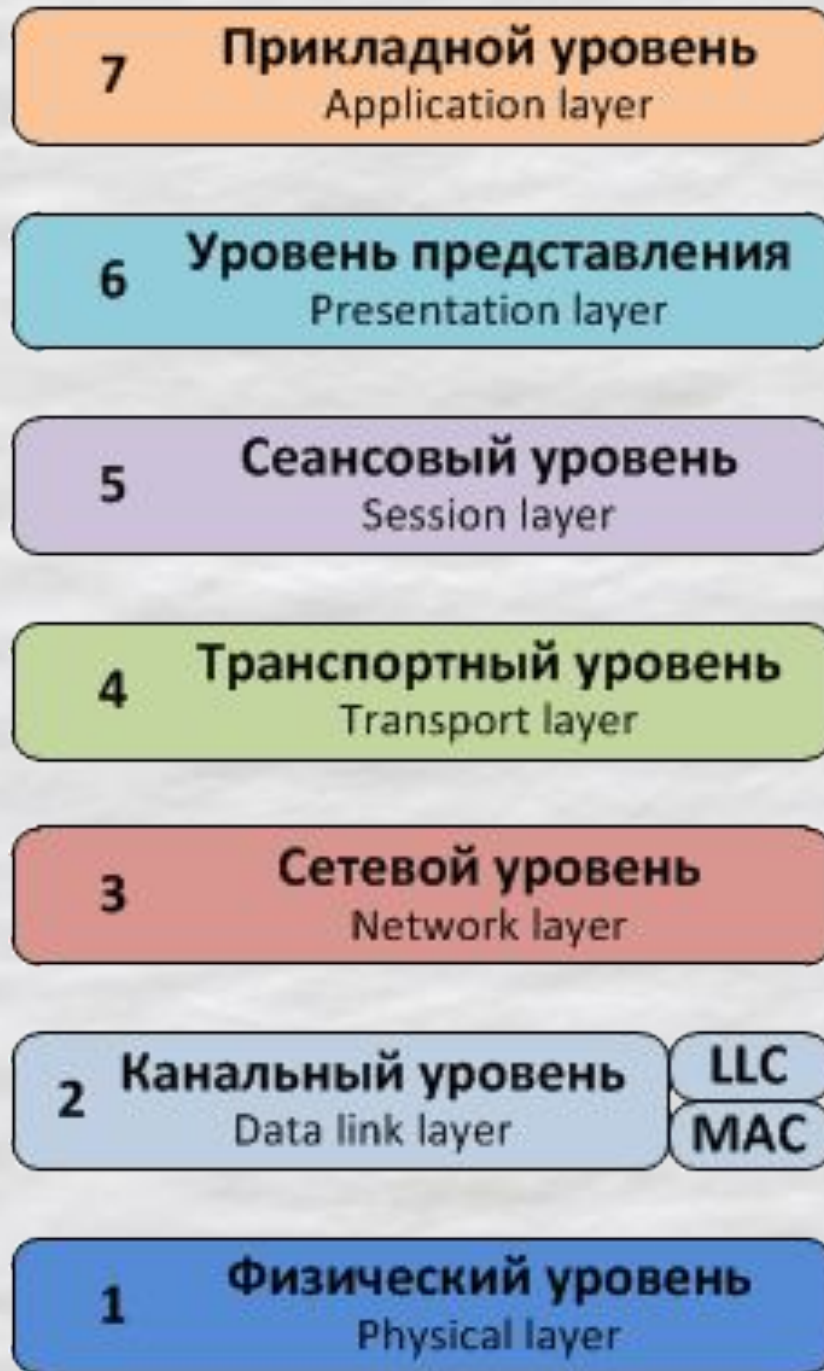 7
Прикладной уровень
Application layer
6
Уровень представления
Presentation layer
5
Сеансовый уровень
Session layer
4
Транспортный уровень
Transport layer
3
Сетевой уровень
Network layer
2
Канальный уровень
Data link layer
LLC
MAC
1
Физический уровень
Physical layer